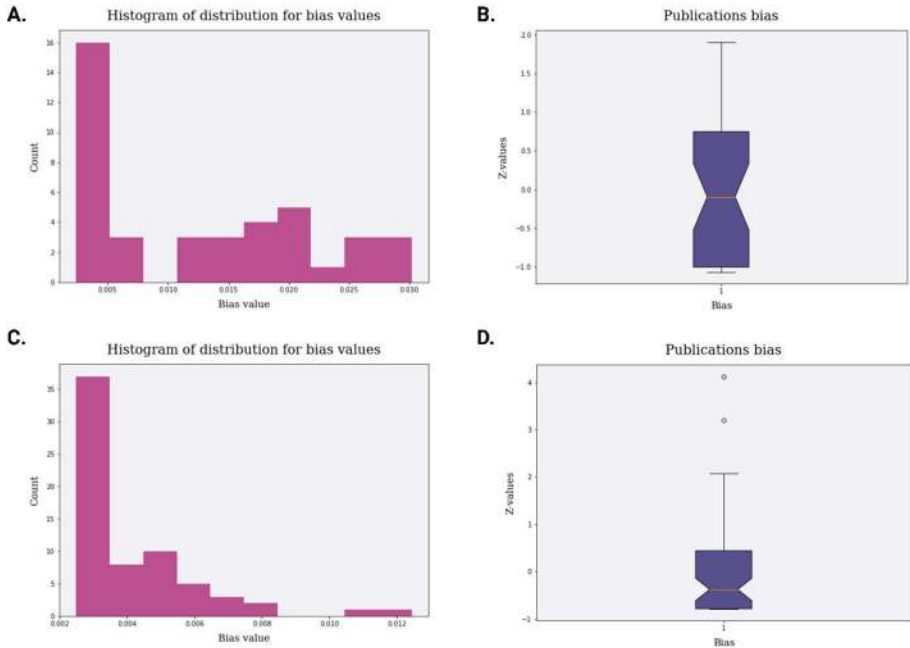 A.
Histogram of distribution for bias values
16
14
12
10
8
6
4
2
0
Count
0.005 0.010 0.015 0.020 0.025 0.030
Bias value
B.
Publications bias
2.0
1.5
1.0
0.5
0.0
−0.5
−1.0
Z-values
1
Bias
C.
Histogram of distribution for bias values
35
30
25
20
15
10
5
0
Count
0.002 0.004 0.006 0.008 0.010 0.012
Bias value
D.
Publications bias
4
3
2
1
0
−1
Z-values
1
Bias